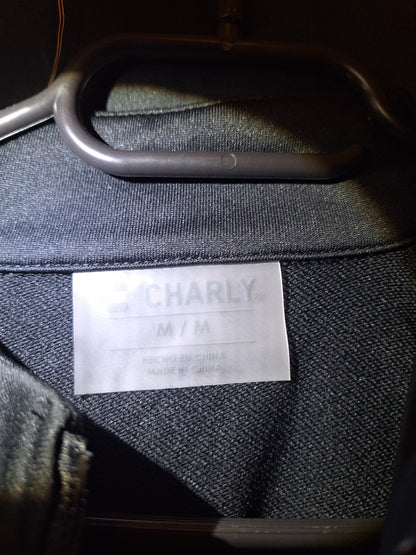 CHARLY®
M / M
HECHO EN CHINA
MADE IN CHINA